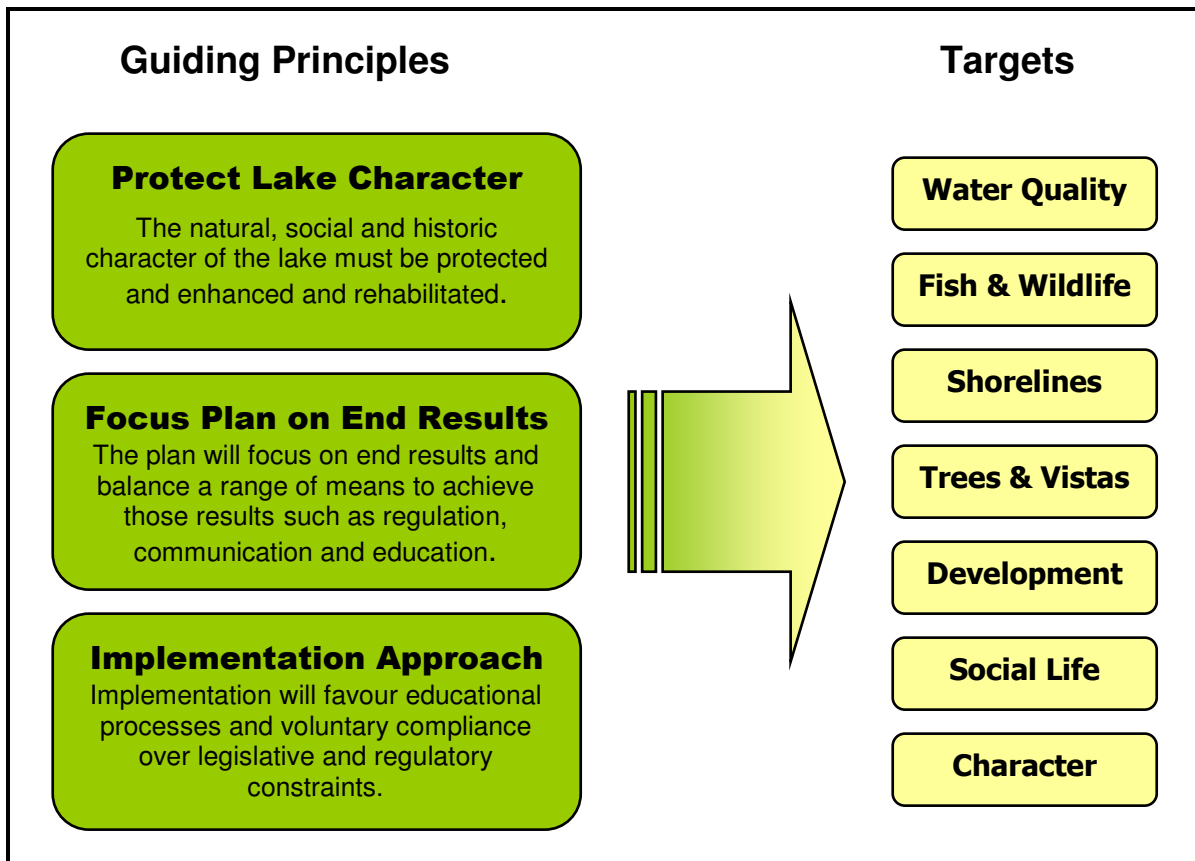 Guiding Principles
Protect Lake Character
The natural, social and historic
character of the lake must be protected
and enhanced and rehabilitated.
Focus Plan on End Results
The plan will focus on end results and
balance a range of means to achieve
those results such as regulation,
communication and education.
Implementation Approach
Implementation will favour educational
processes and voluntary compliance
over legislative and regulatory
constraints.
Targets
Water Quality
Fish & Wildlife
Shorelines
Trees & Vistas
Development
Social Life
Character